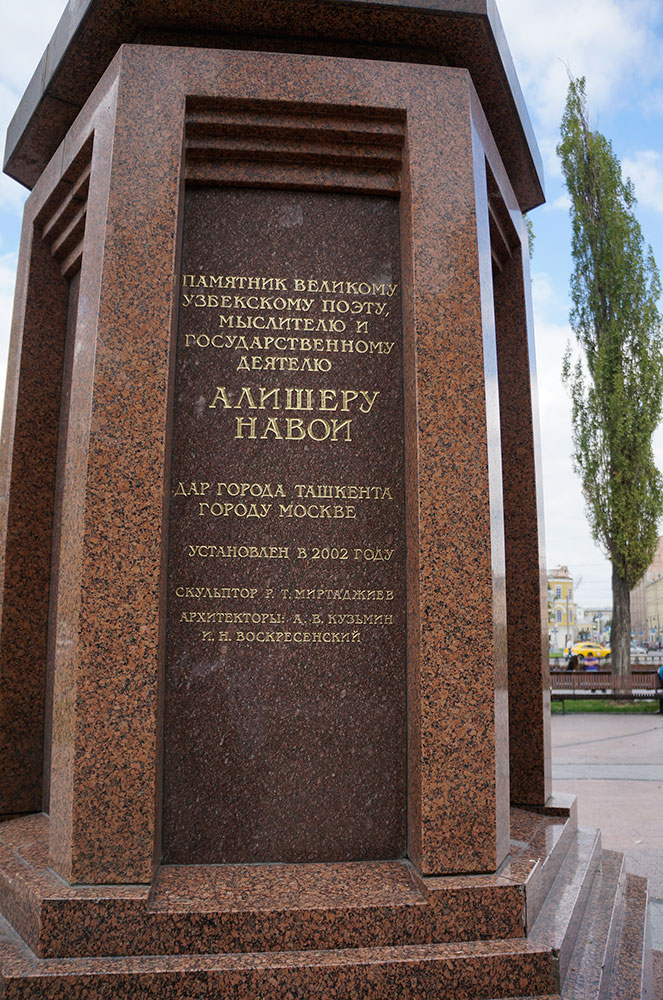 ПАМЯТНИК ВЕЛИКОМУ
УЗБЕКСКОМУ ПОЭТУ,
МЫСЛИТЕЛЮ И
ГОСУДАРСТВЕННОМУ
ДЕЯТЕЛЮ
АЛИШЕРУ
НАВОИ
ДАР ГОРОДА ТАШКЕНТА
ГОРОДУ МОСКВЕ
УСТАНОВЛЕН В 2002 ГОДУ
СКУЛЬПТОР Р. Т. МИРТАДЖИЕВ
АРХИТЕКТОРЫ: А. В. КУЗЬМИН
И. Н. ВОСКРЕСЕНСКИЙ